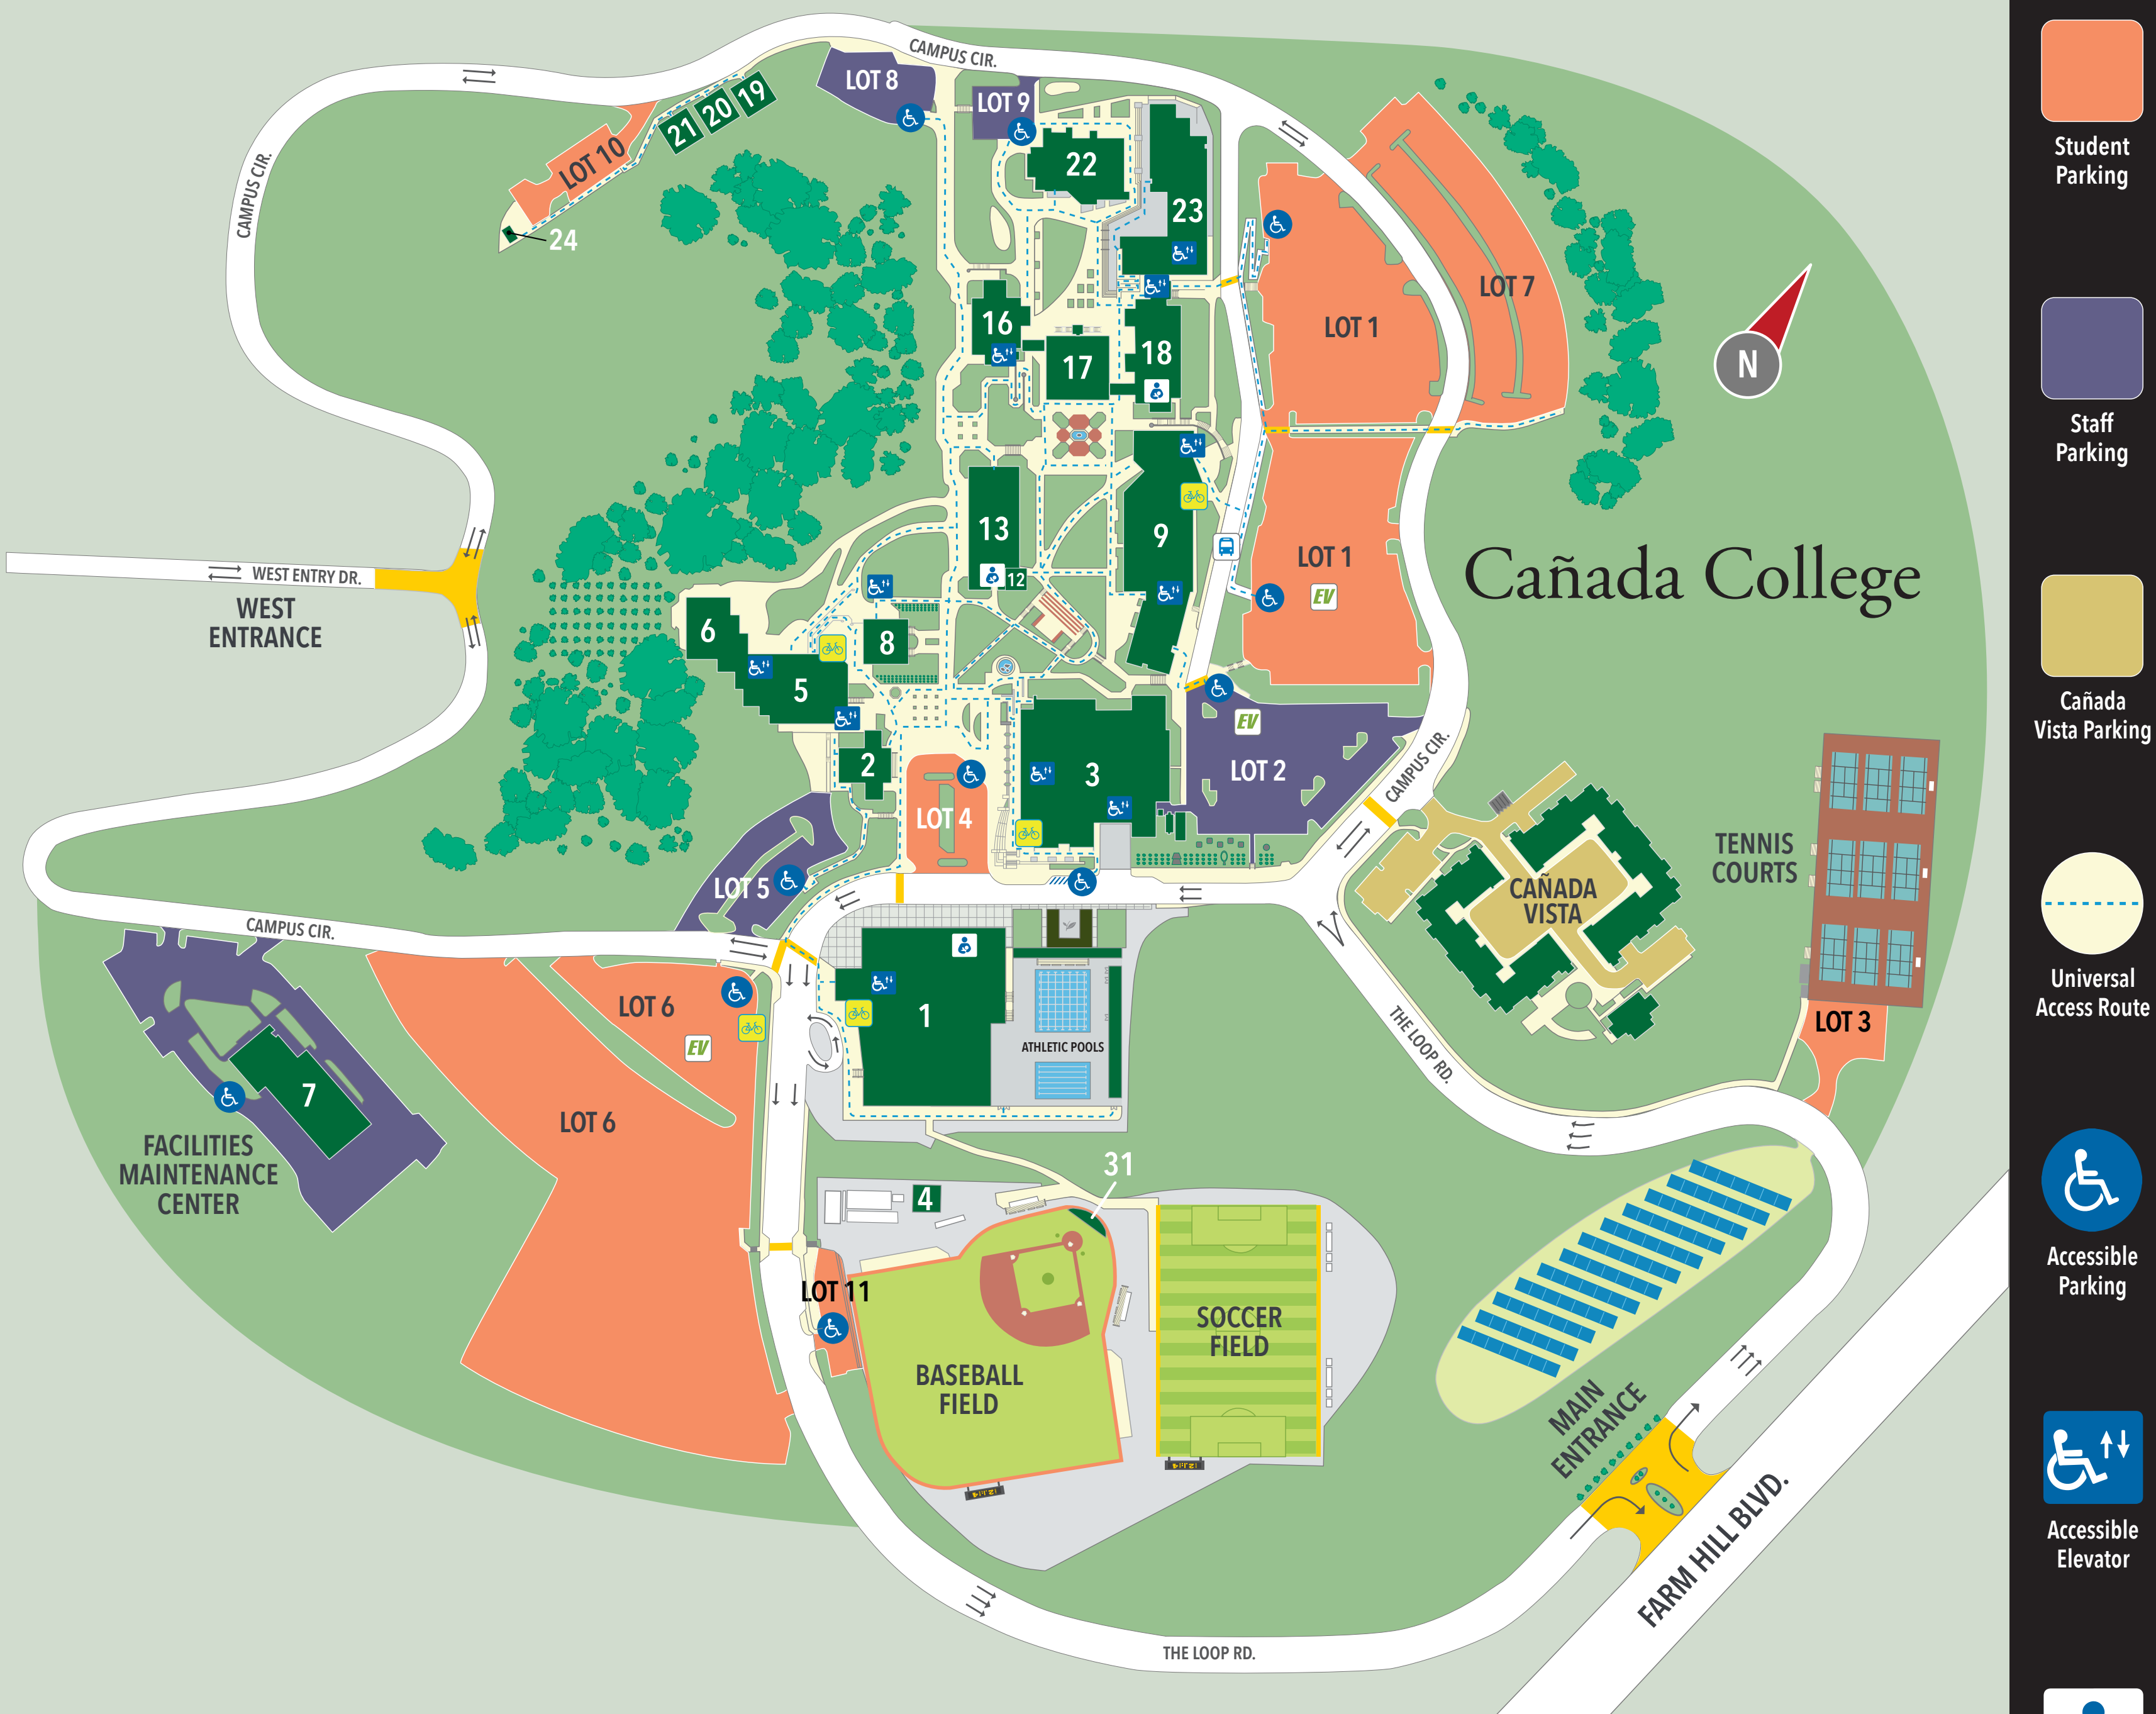 CAMPUS CIR.
LOT 8
LOT 9
19
20
21
LOT 10
24
22
23
CAMPUS CIR.
LOT 7
LOT 1
16
17
18
N
13
12
9
LOT 1
EV
Cañada College
WEST ENTRY DR.
WEST
ENTRANCE
6
8
5
2
3
LOT 4
LOT 2
EV
CAMPUS CIR.
LOT 5
CAMPUS CIR.
CAÑADA
VISTA
TENNIS
COURTS
LOT 3
LOT 6
EV
LOT 6
1
ATHLETIC POOLS
THE LOOP RD.
7
FACILITIES
MAINTENANCE
CENTER
31
4
LOT 11
BASEBALL
FIELD
SOCCER
FIELD
MAIN
ENTRANCE
FARM HILL BLVD.
THE LOOP RD.
Student
Parking
Staff
Parking
Cañada
Vista Parking
Universal
Access Route
Accessible
Parking
Accessible
Elevator